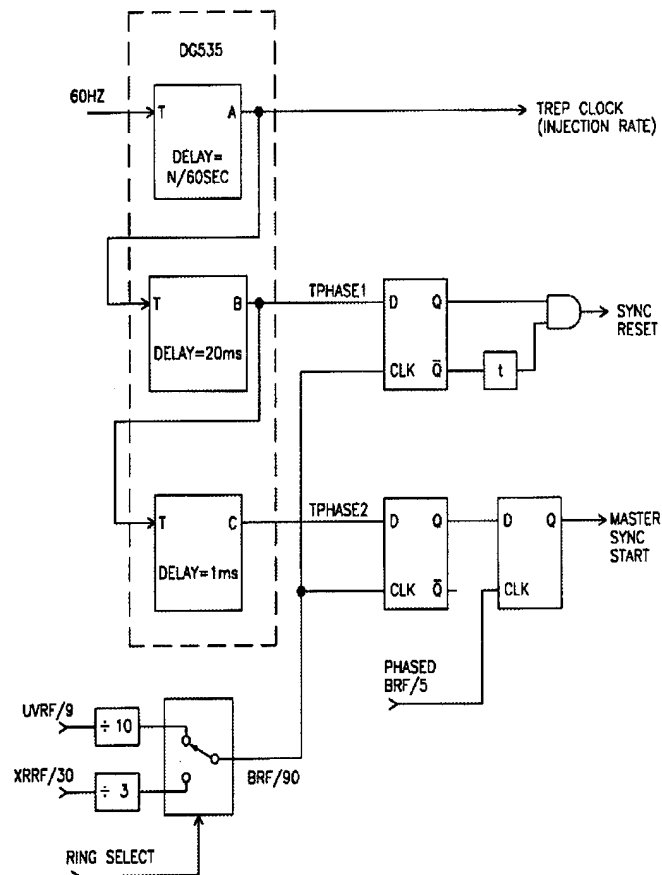 DG535
60HZ
T A
DELAY=
N/60SEC
TREP CLOCK
(INJECTION RATE)
T B
DELAY=20ms
TPHASE1
D Q
CLK Q̅
t
SYNC
RESET
T C
DELAY=1ms
TPHASE2
D Q
CLK Q̅
D Q
CLK
MASTER
SYNC
START
PHASED
BRF/5
UVRF/9
÷ 10
XRRF/30
÷ 3
BRF/90
RING SELECT